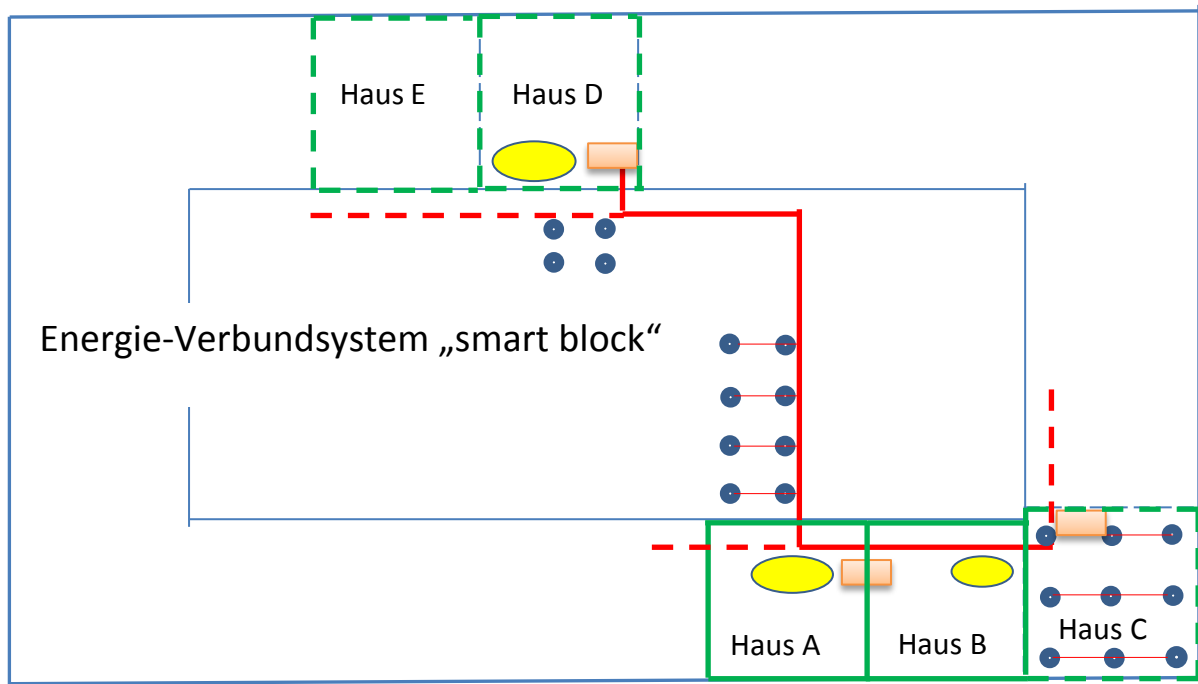 Haus E
Haus D
Energie-Verbundsystem „smart block“
Haus A
Haus B
Haus C